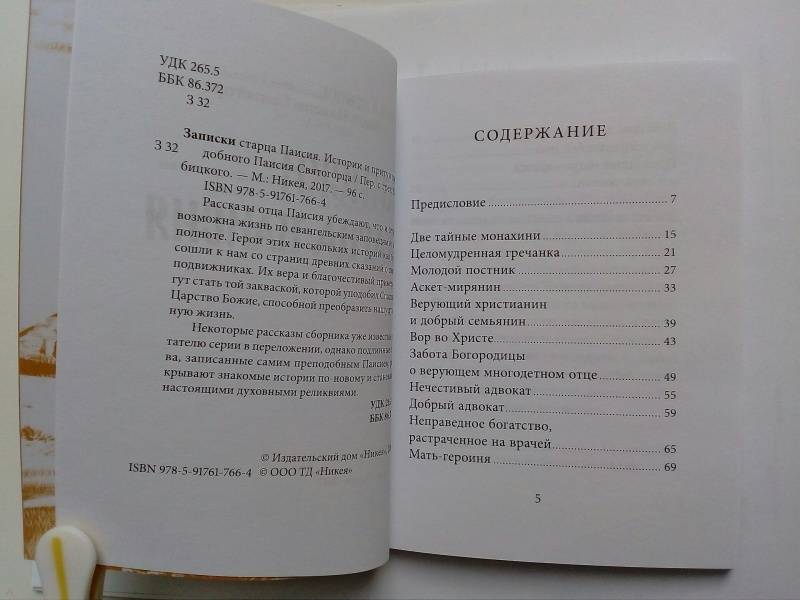 УДК 265.5
ББК 86.372
З 32
Записки старца Паисия. Истории и притчи
З 32 добного Паисия Святогорца / Пер. с греч.
бицкого. — М.: Никея, 2017. — 96 с.
ISBN 978-5-91761-766-4
Рассказы отца Паисия убеждают, что
возможна жизнь по евангельским заповедям
полноте. Герои этих нескольких историй
сошли к нам со страниц древних сказаний о
подвижниках. Их вера и благочестивый
гут стать той закваской, которой уподобил
Царство Божие, способной преобразить
ную жизнь.
Некоторые рассказы сборника уже
тателю серии в переложении, однако
ва, записанные самим преподобным Паисием
крывают знакомые истории по-новому и
настоящими духовными реликвиями.
УДК
ББК
© Издательский дом «Никея»,
ISBN 978-5-91761-766-4 © ООО ТД «Никея»
СОДЕРЖАНИЕ
Предисловие 7
Две тайные монахини 15
Целомудренная гречанка 21
Молодой постник 27
Аскет-мирянин 33
Верующий христианин
и добрый семьянин 39
Вор во Христе 43
Забота Богородицы
о верующем многодетном отце 49
Нечестивый адвокат 55
Добрый адвокат 59
Неправедное богатство,
растраченное на врачей 65
Мать-героиня 69
5